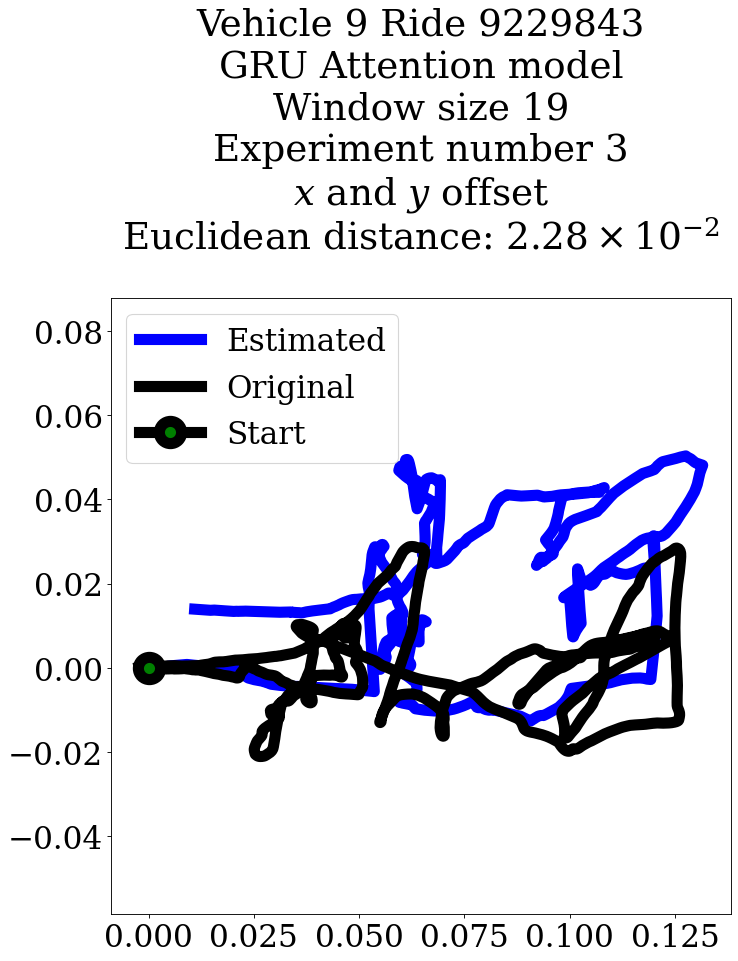 Vehicle 9 Ride 9229843
GRU Attention model
Window size 19
Experiment number 3
x and y offset
Euclidean distance: 2.28 × 10⁻²
Estimated
Original
Start
0.08
0.06
0.04
0.02
0.00
−0.02
−0.04
0.000 0.025 0.050 0.075 0.100 0.125